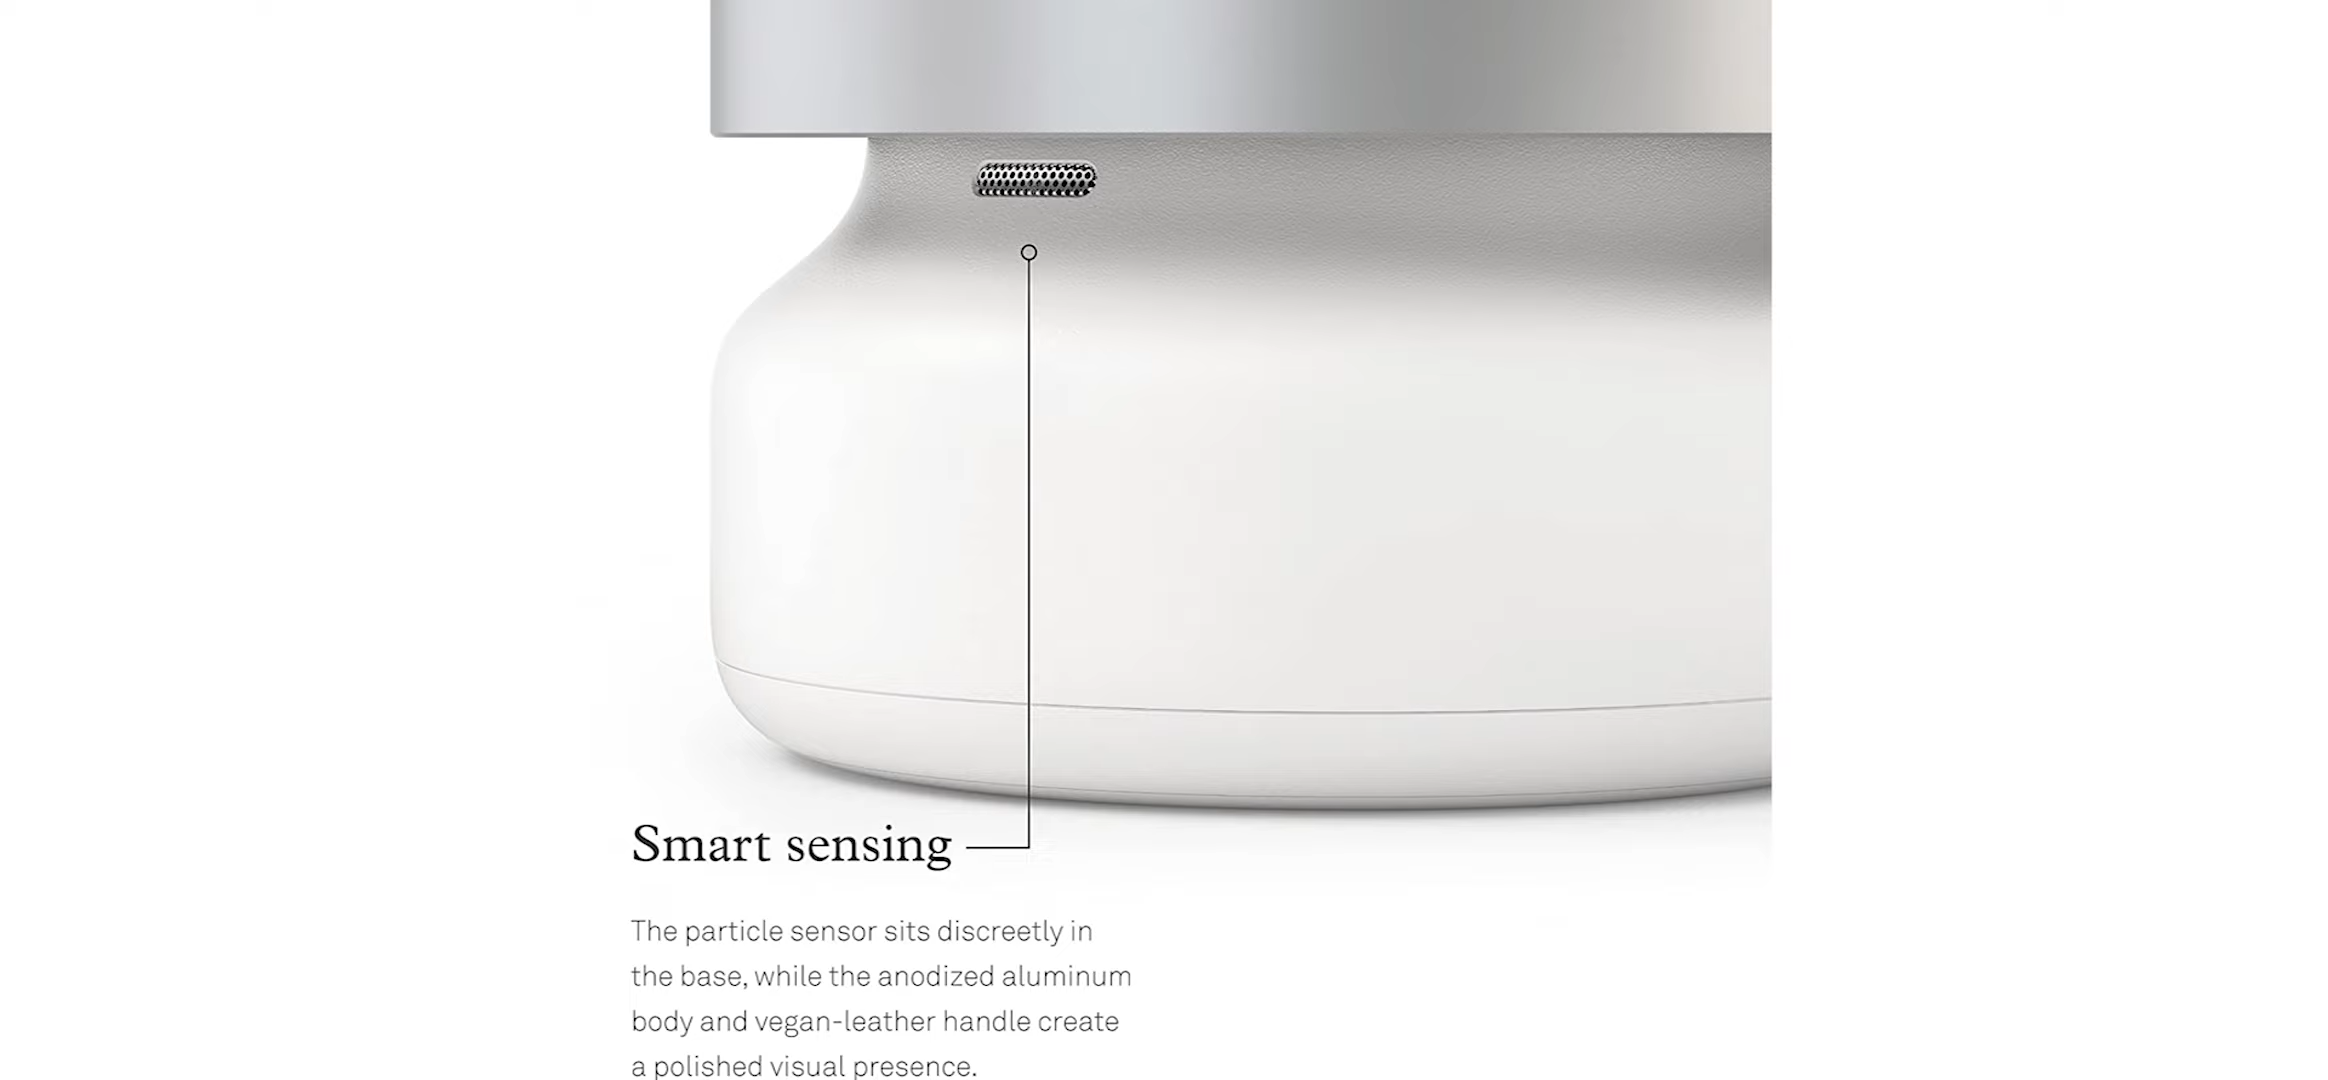 Smart sensing
The particle sensor sits discreetly in
the base, while the anodized aluminum
body and vegan-leather handle create
a polished visual presence.